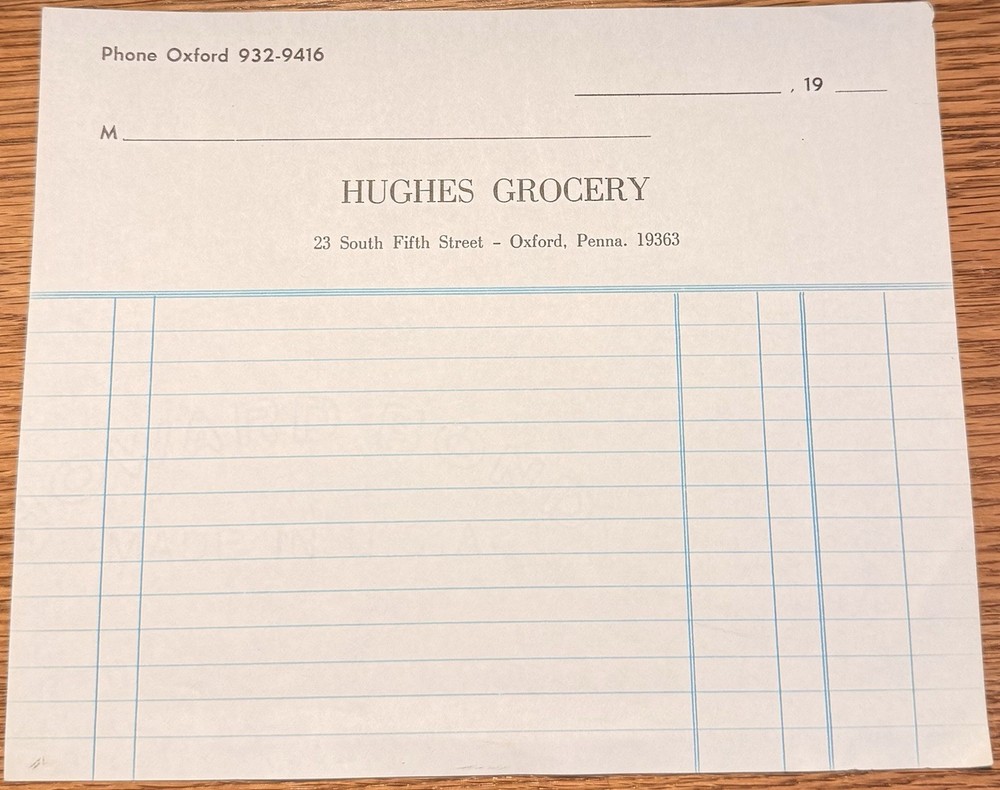 Phone Oxford 932-9416
, 19
M
HUGHES GROCERY
23 South Fifth Street - Oxford, Penna. 19363